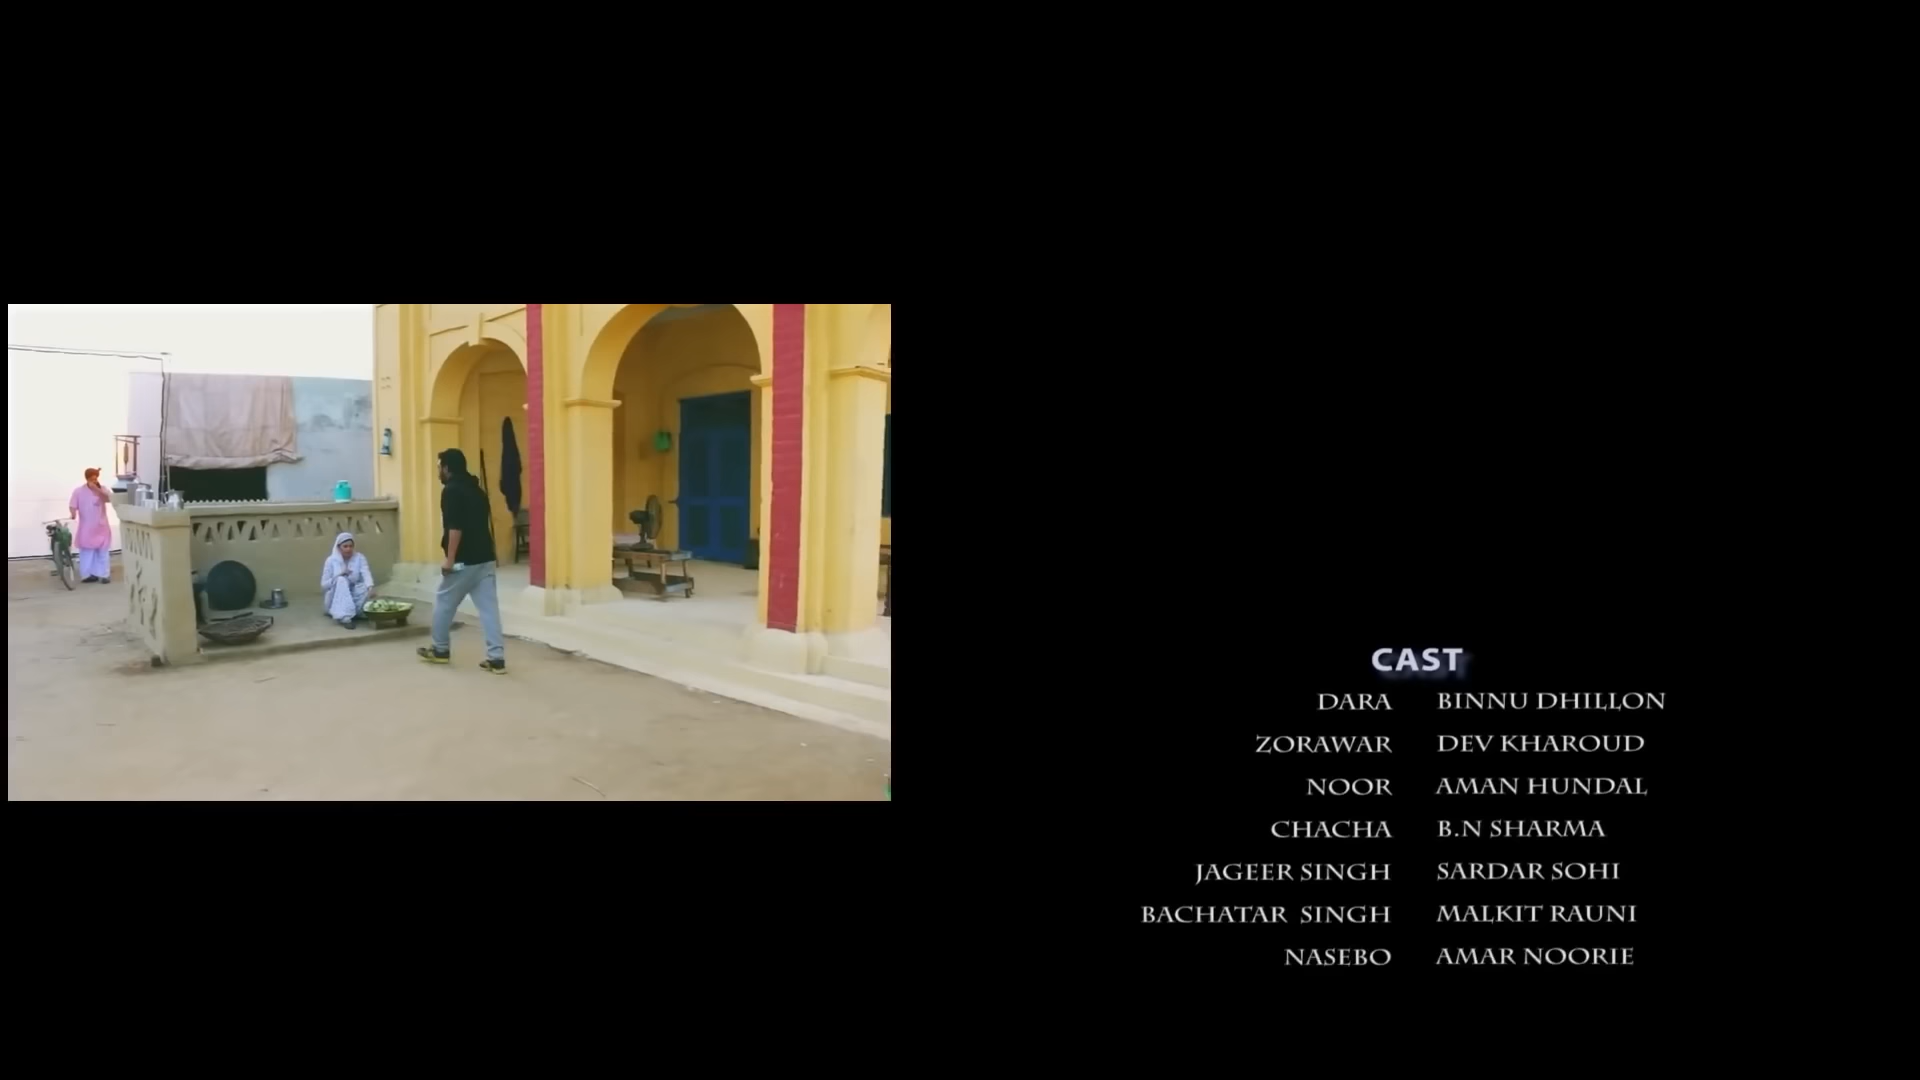 CAST
DARA BINNU DHILLON
ZORAWAR DEV KHAROUD
NOOR AMAN HUNDAL
CHACHA B.N SHARMA
JAGEER SINGH SARDAR SOHI
BACHATAR SINGH MALKIT RAUNI
NASEBO AMAR NOORIE